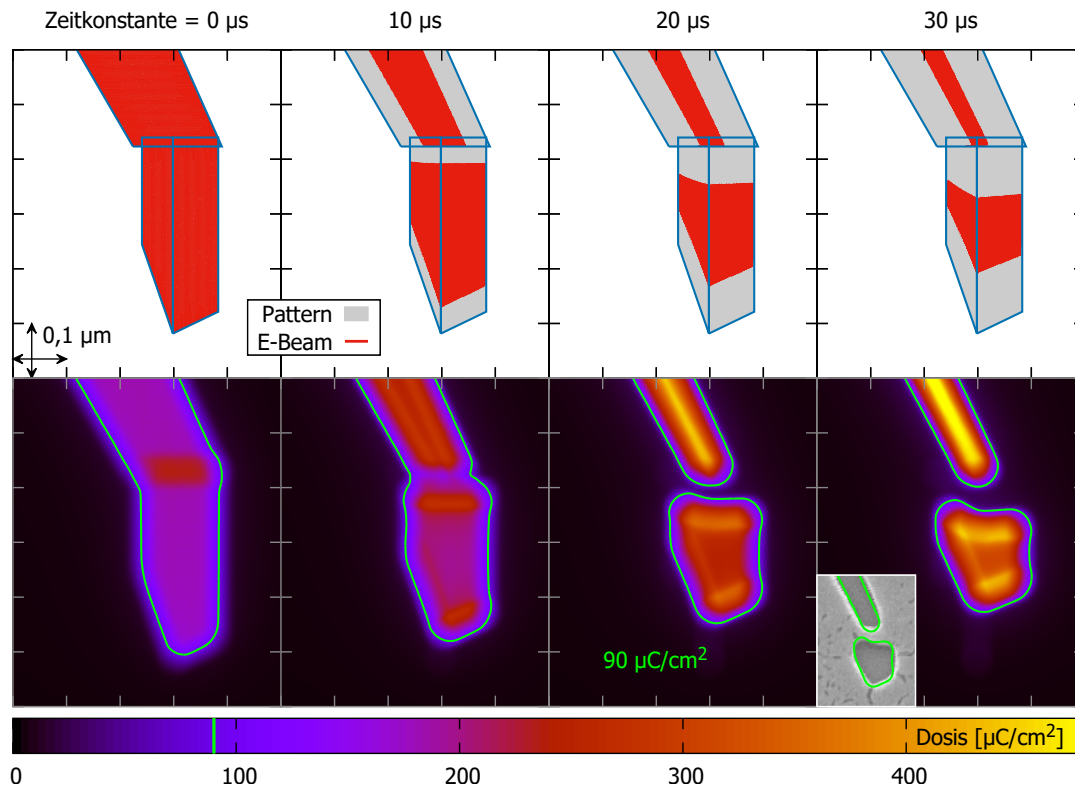 Zeitkonstante = 0 µs
10 µs
20 µs
30 µs
0,1 µm
Pattern
E-Beam
90 µC/cm²
Dosis [µC/cm²]
0
100
200
300
400